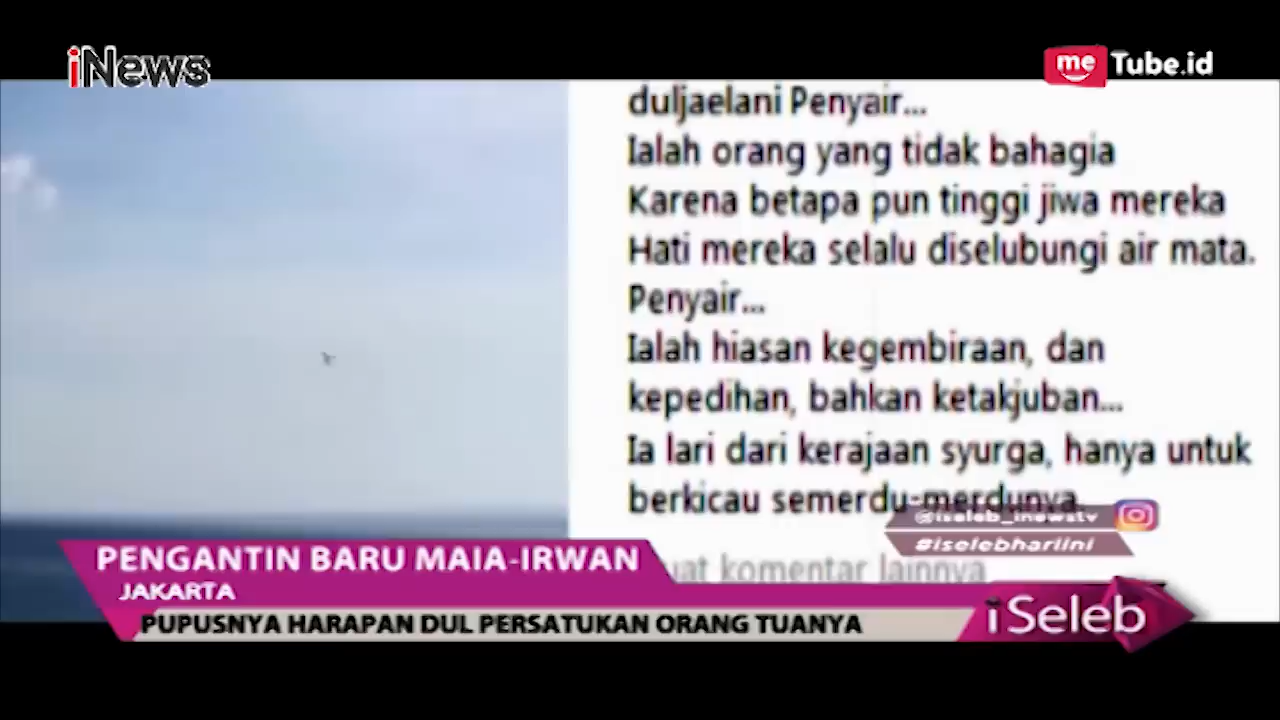 iNews
me Tube.id
duljaelani Penyair...
Ialah orang yang tidak bahagia
Karena betapa pun tinggi jiwa mereka
Hati mereka selalu diselubungi air mata.
Penyair...
Ialah hiasan kegembiraan, dan
kepedihan, bahkan ketakjuban...
Ia lari dari kerajaan syurga, hanya untuk
berkicau semerdu-merdunya.
@iseleb_inewstv
#iselebhariini
komentar lainnya
PENGANTIN BARU MAIA-IRWAN
JAKARTA
PUPUSNYA HARAPAN DUL PERSATUKAN ORANG TUANYA
iSeleb